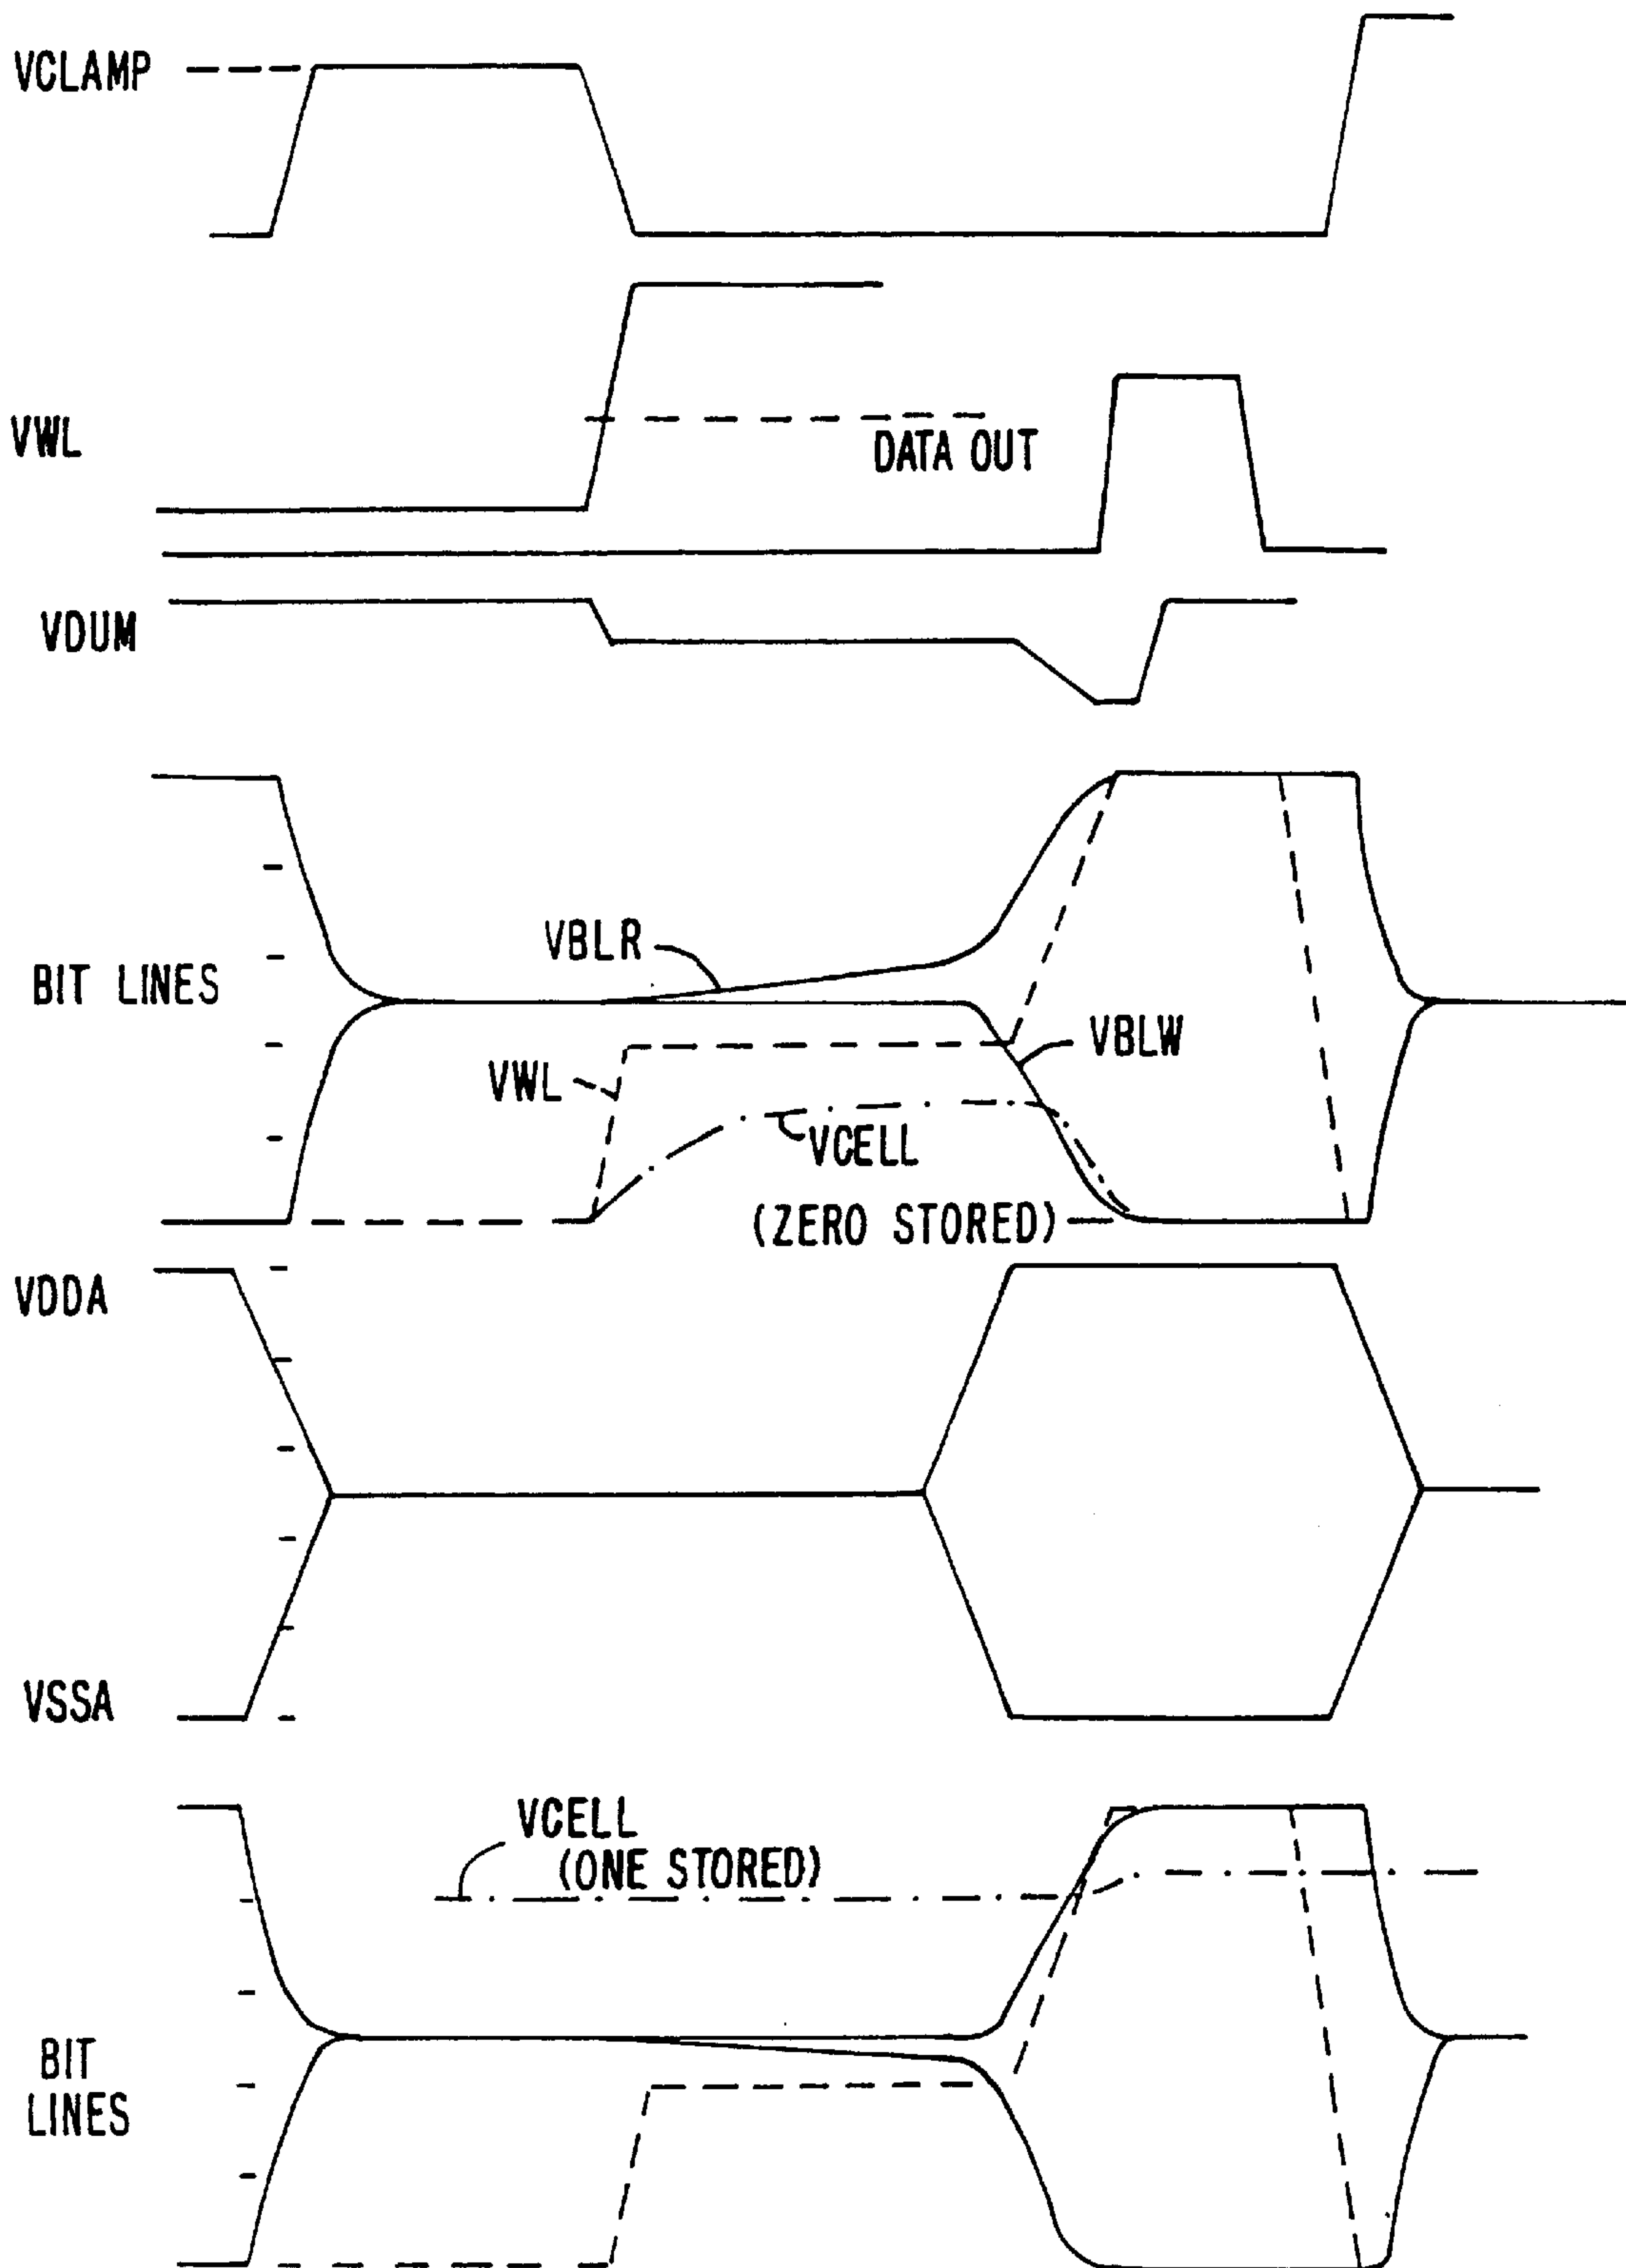 VCLAMP
VWL
DATA OUT
VDUM
BIT LINES
VBLR
VBLW
VWL
VCELL
(ZERO STORED)
VDDA
VSSA
VCELL
(ONE STORED)
BIT
LINES